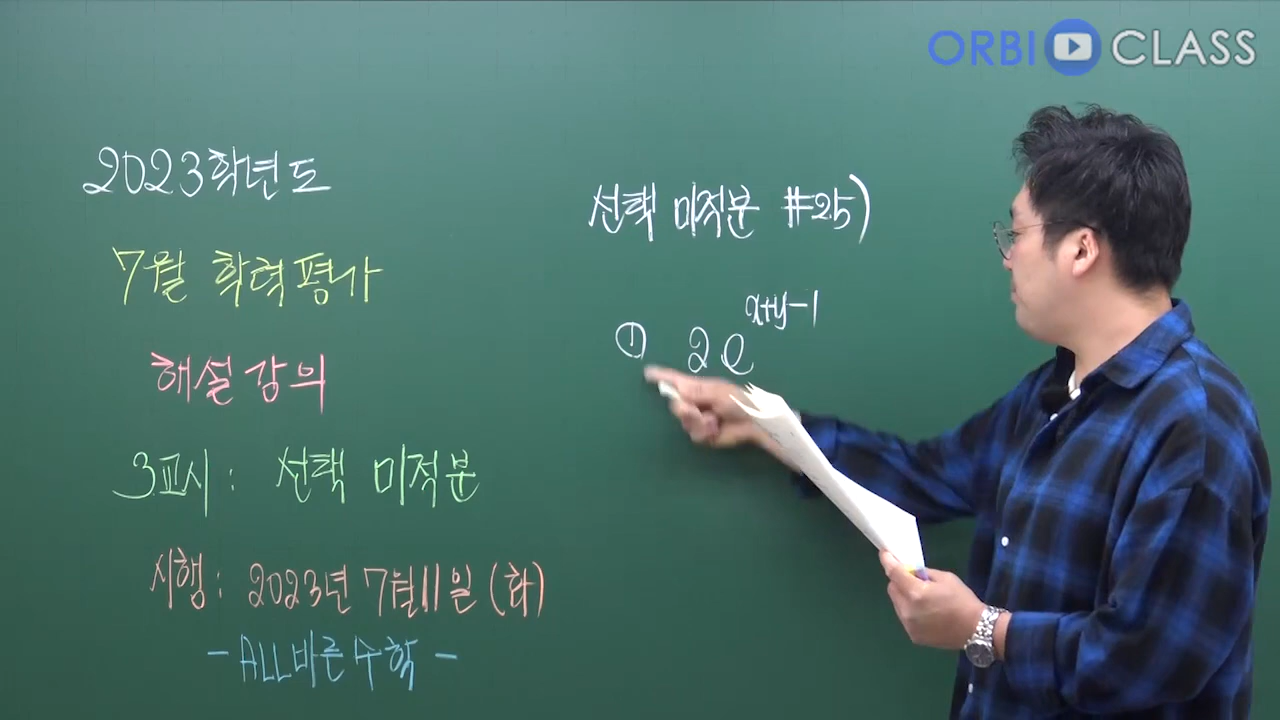 ORBI CLASS
2023학년도
7월 학력평가
해설강의
3교시 : 선택 미적분
시행 : 2023년 7월 11일 (화)
- ALL바른수학 -
선택 미적분 #25)
① 2e^{x+y-1}